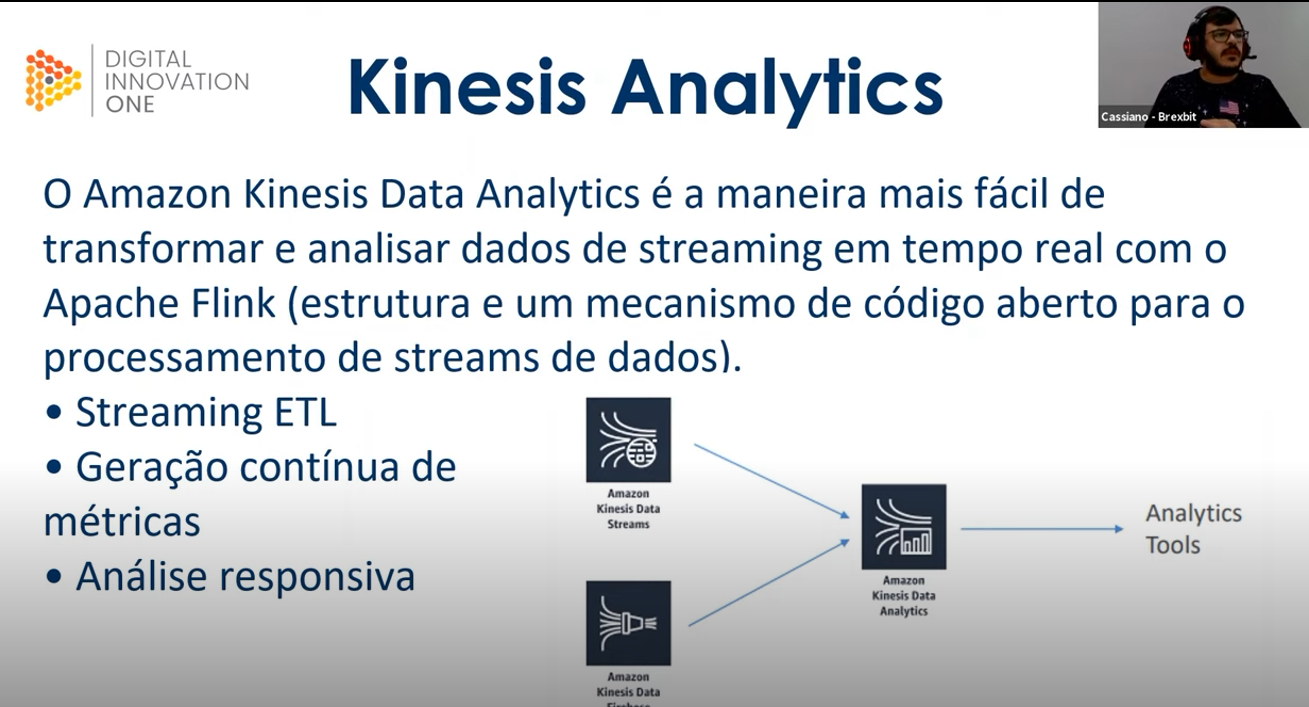 DIGITAL
INNOVATION
ONE
Kinesis Analytics
Cassiano - Brexbit
O Amazon Kinesis Data Analytics é a maneira mais fácil de
transformar e analisar dados de streaming em tempo real com o
Apache Flink (estrutura e um mecanismo de código aberto para o
processamento de streams de dados).
• Streaming ETL
• Geração contínua de
métricas
• Análise responsiva
Amazon
Kinesis Data
Streams
Amazon
Kinesis Data
Analytics
Analytics
Tools
Amazon
Kinesis Data